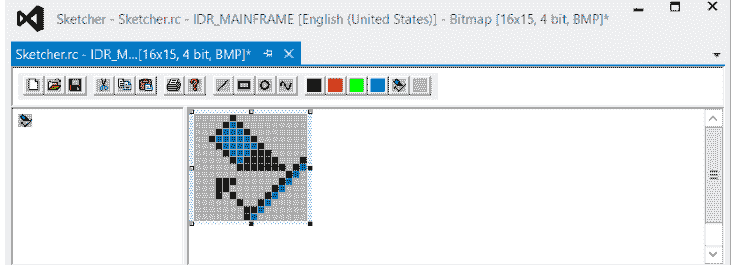 Sketcher - Sketcher.rc - IDR_MAINFRAME [English (United States)] - Bitmap [16x15, 4 bit, BMP]*
Sketcher.rc - IDR_M...[16x15, 4 bit, BMP]*